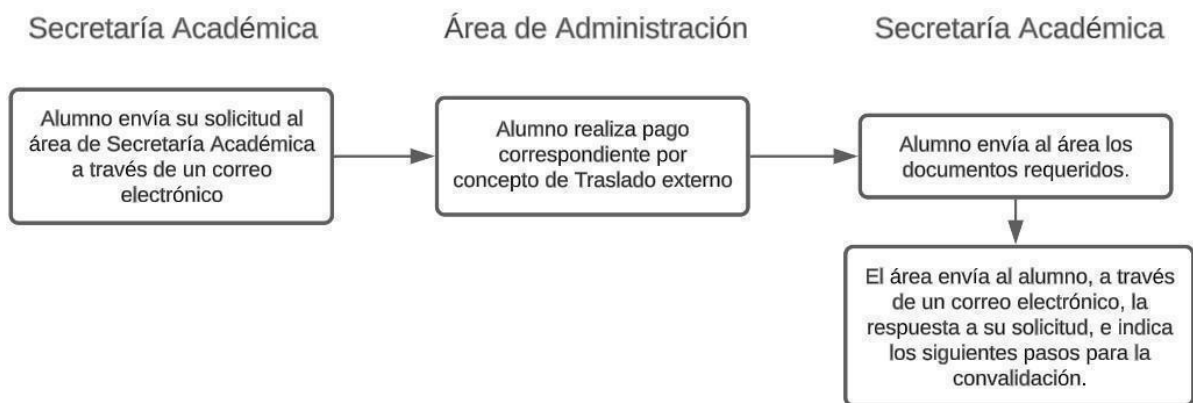 Secretaría Académica
Área de Administración
Secretaría Académica
Alumno envía su solicitud al
área de Secretaría Académica
a través de un correo
electrónico
Alumno realiza pago
correspondiente por
concepto de Traslado externo
Alumno envía al área los
documentos requeridos.
El área envía al alumno, a través
de un correo electrónico, la
respuesta a su solicitud, e indica
los siguientes pasos para la
convalidación.